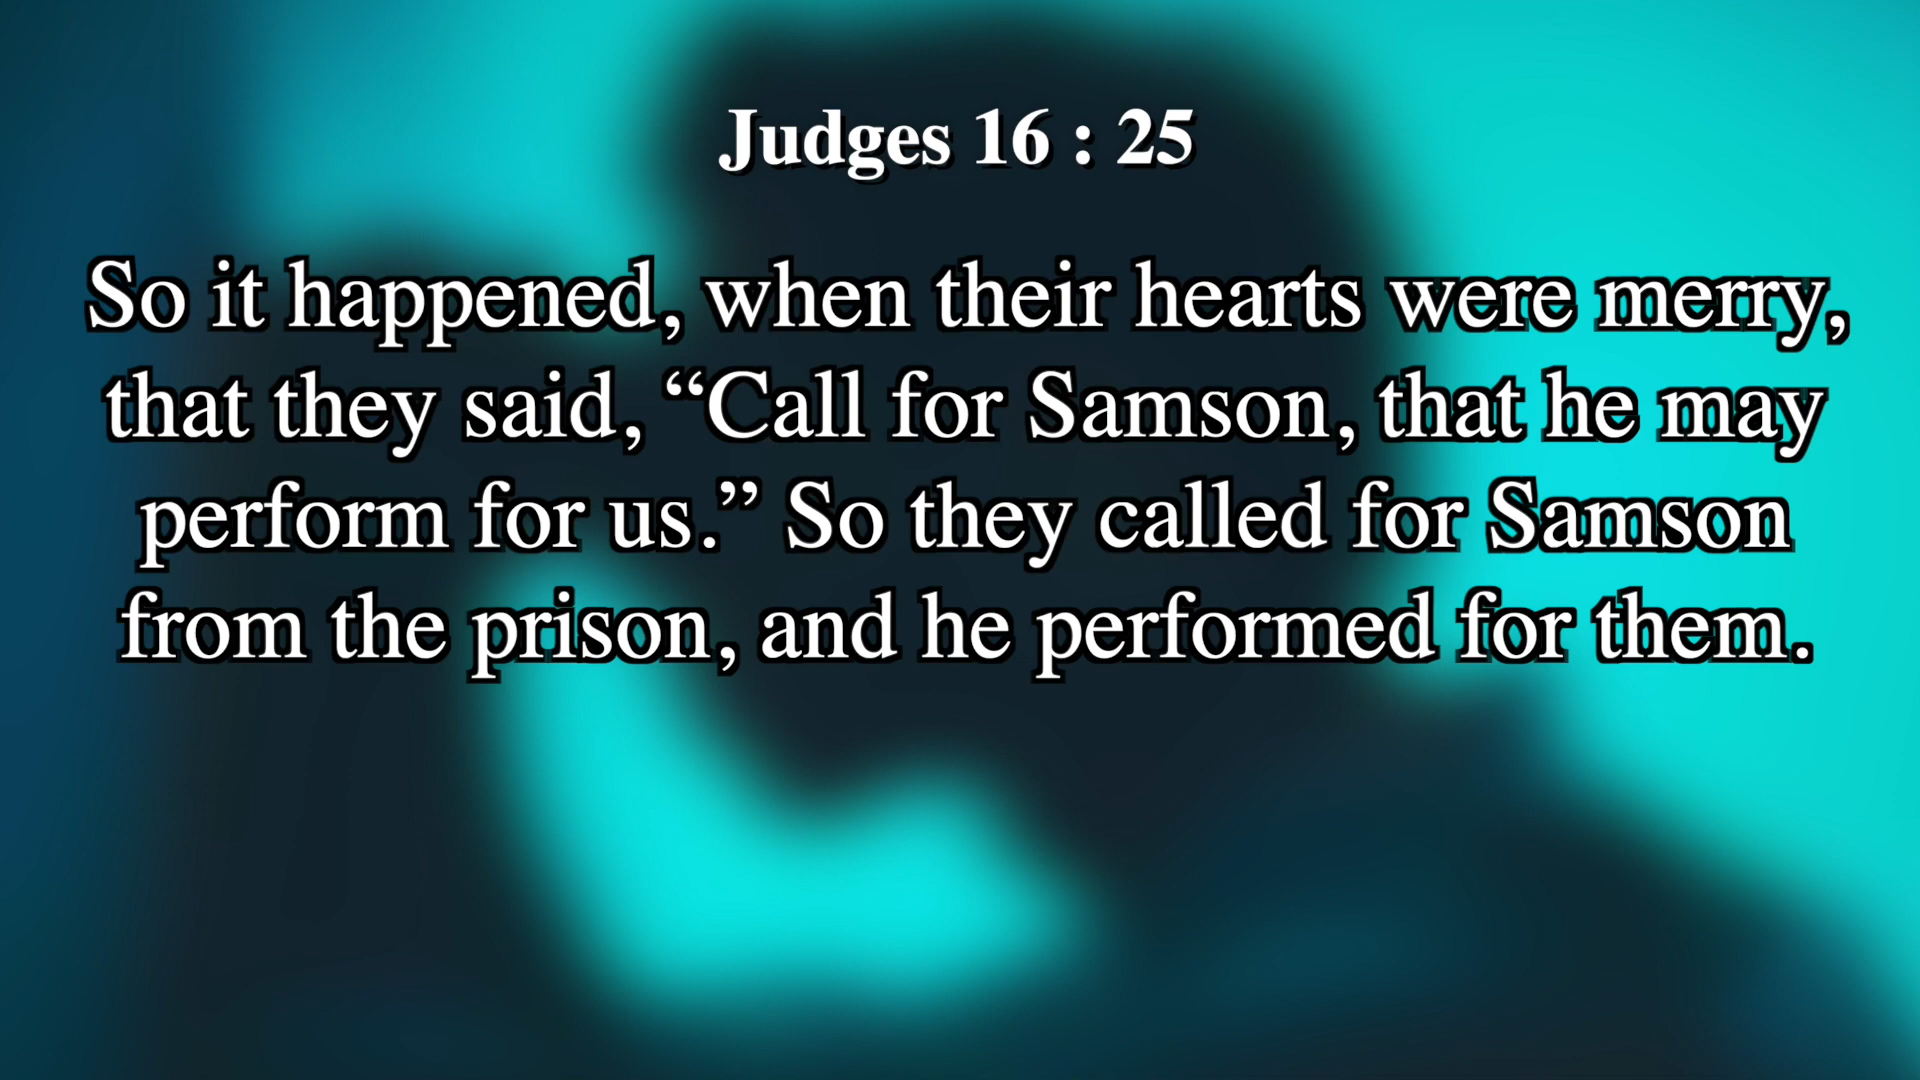 Judges 16 : 25
So it happened, when their hearts were merry,
that they said, “Call for Samson, that he may
perform for us.” So they called for Samson
from the prison, and he performed for them.